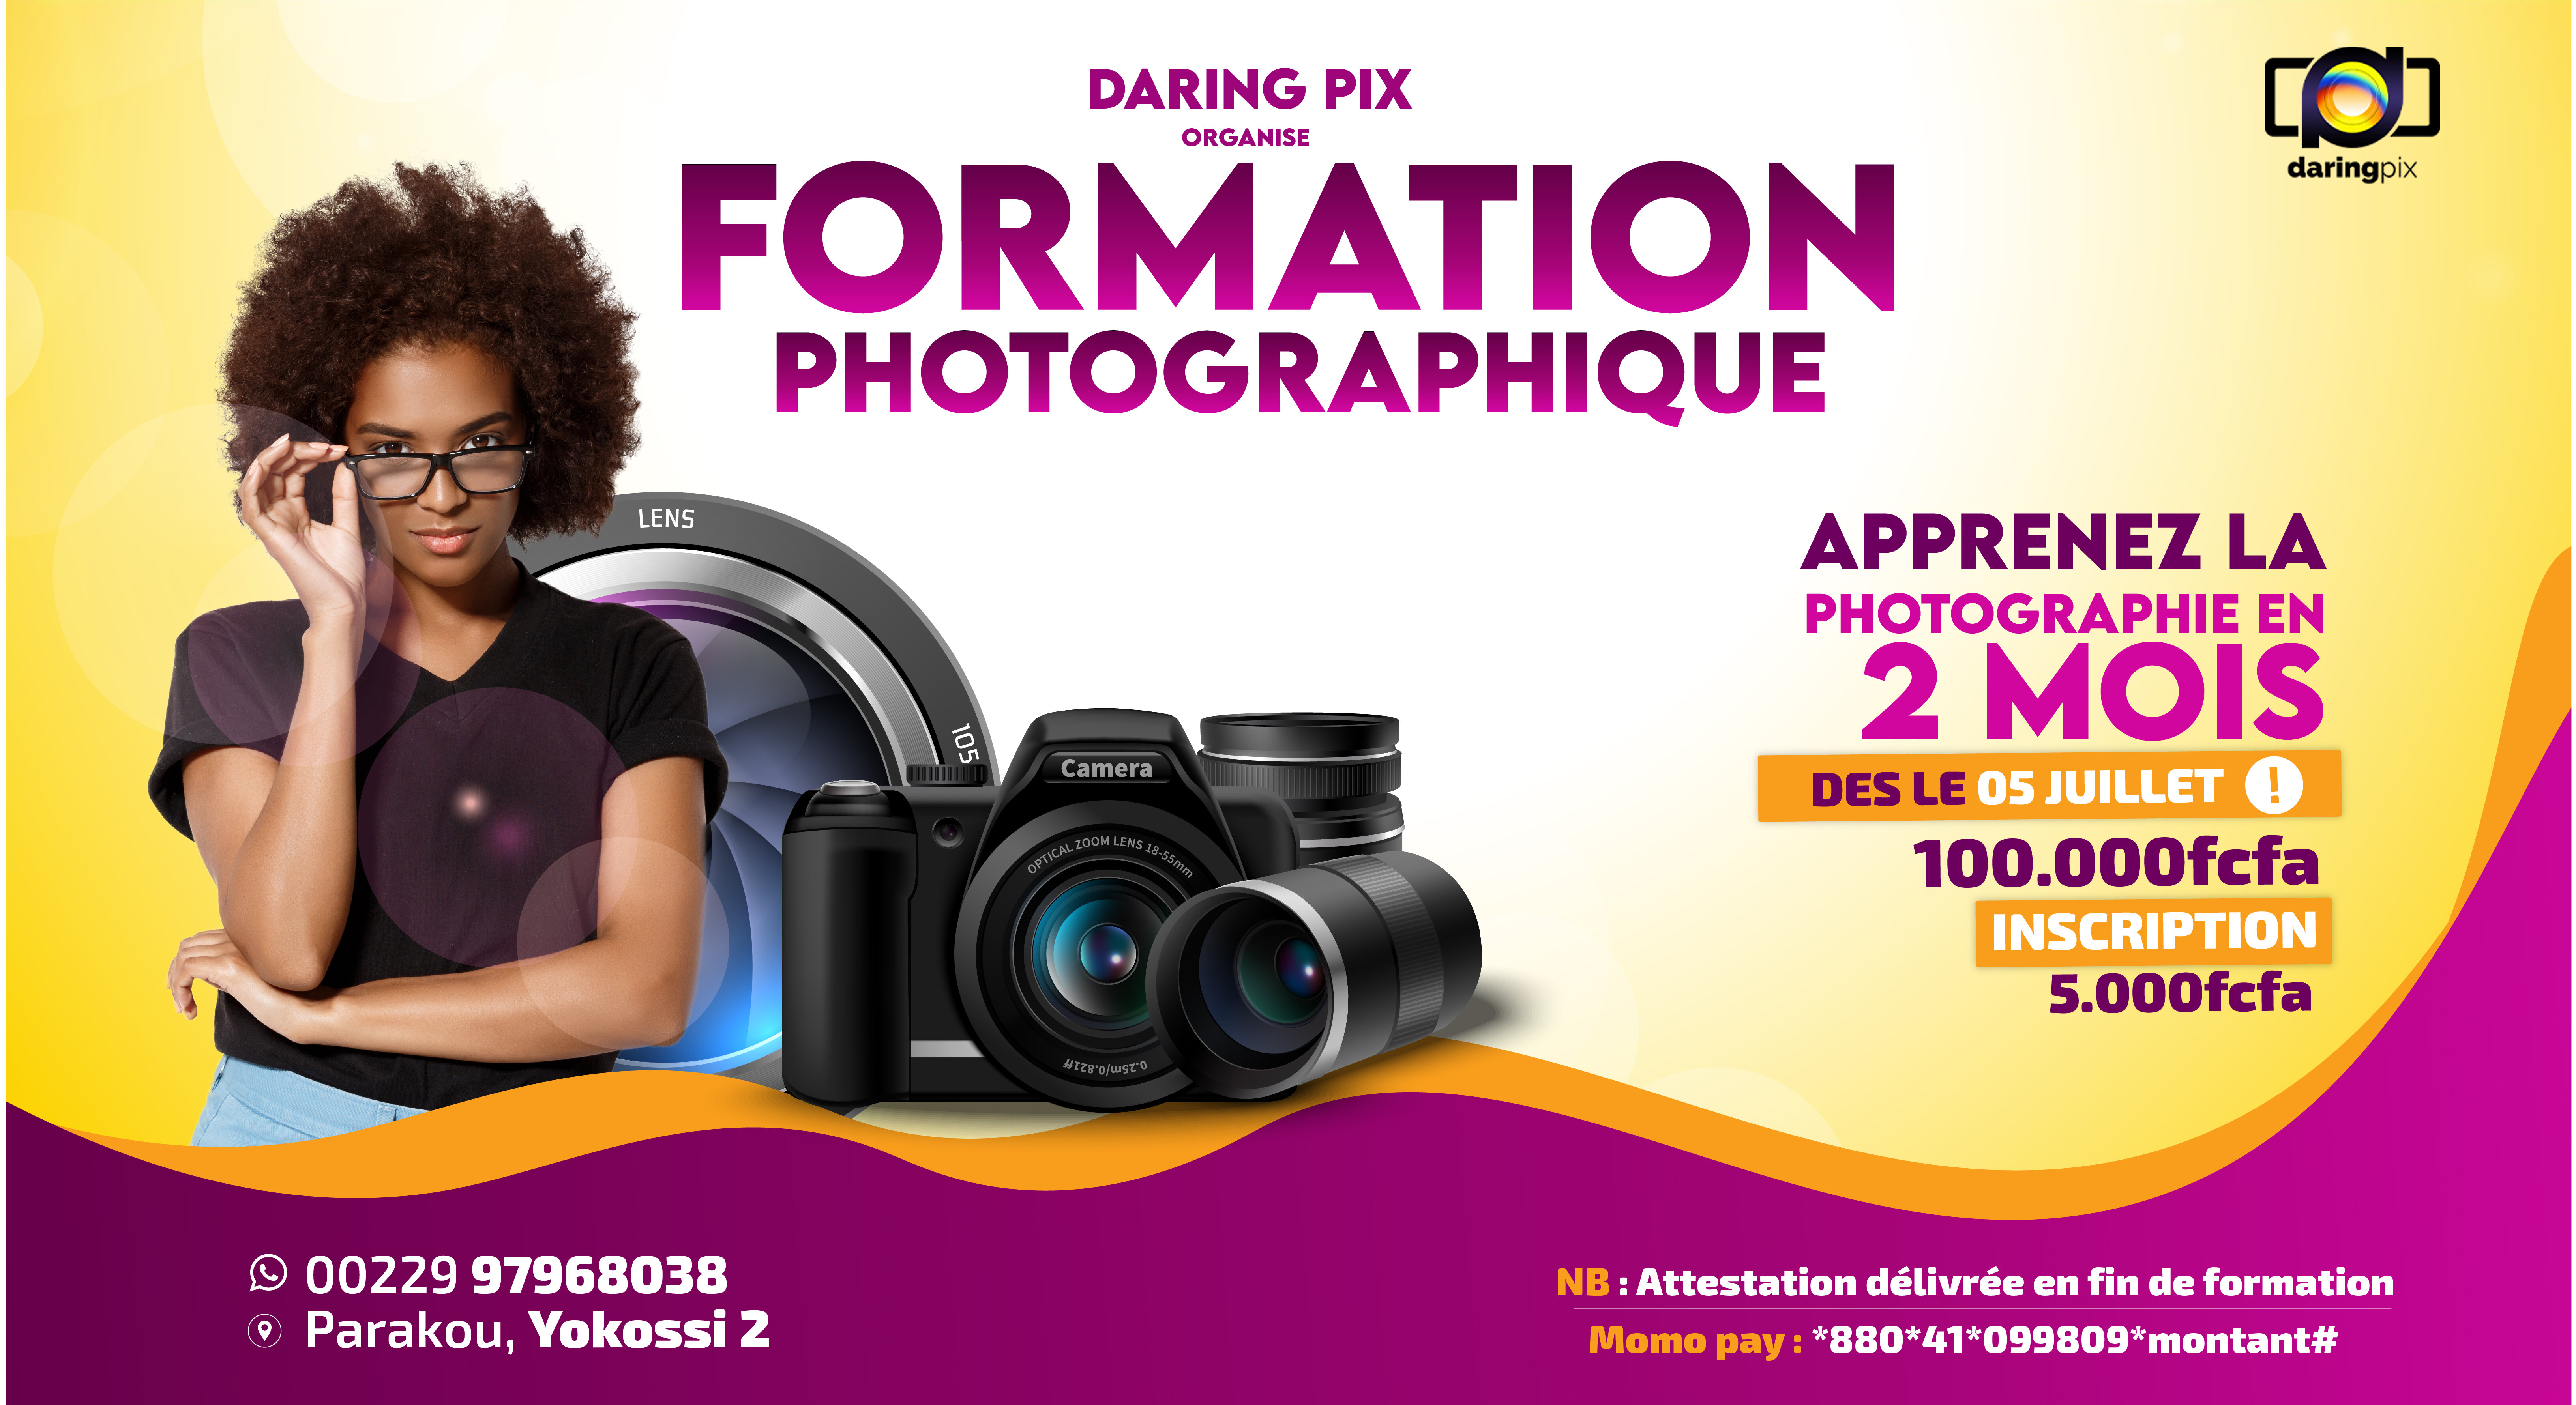 DARING PIX
ORGANISE
FORMATION
PHOTOGRAPHIQUE
daringpix
LENS
105
Camera
OPTICAL ZOOM LENS 18-55mm
0.25m/0.821ff
APPRENEZ LA
PHOTOGRAPHIE EN
2 MOIS
DES LE 05 JUILLET !
100.000fcfa
INSCRIPTION
5.000fcfa
00229 97968038
Parakou, Yokossi 2
NB : Attestation délivrée en fin de formation
Momo pay : *880*41*099809*montant#